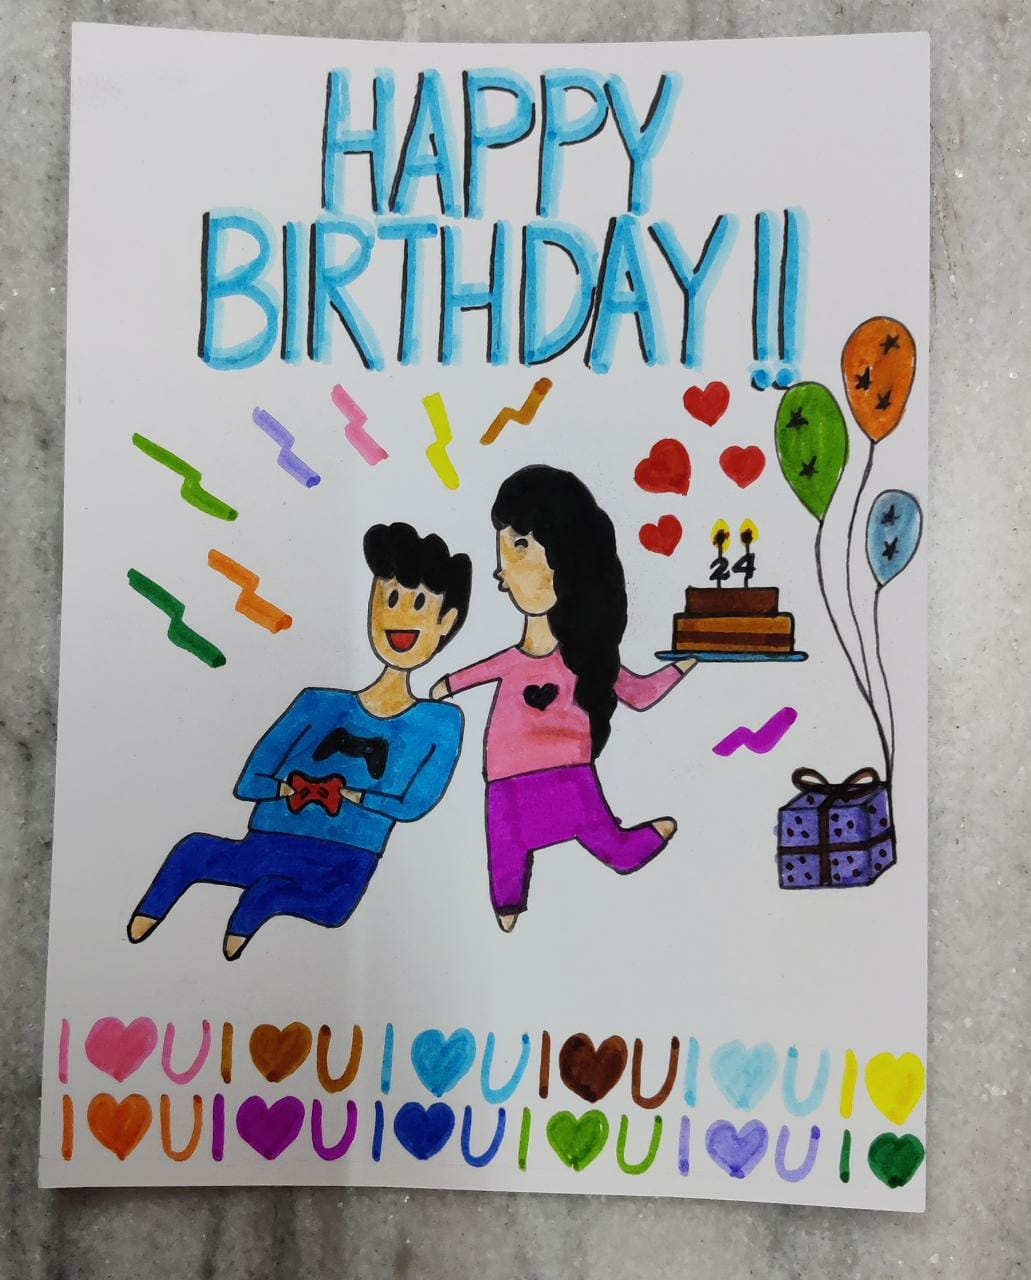 HAPPY
BIRTHDAY!!
24
I ❤ U I ❤ U I ❤ U I ❤ U I ❤ U I ❤
I ❤ U I ❤ U I ❤ U I ❤ U I ❤ U I ❤